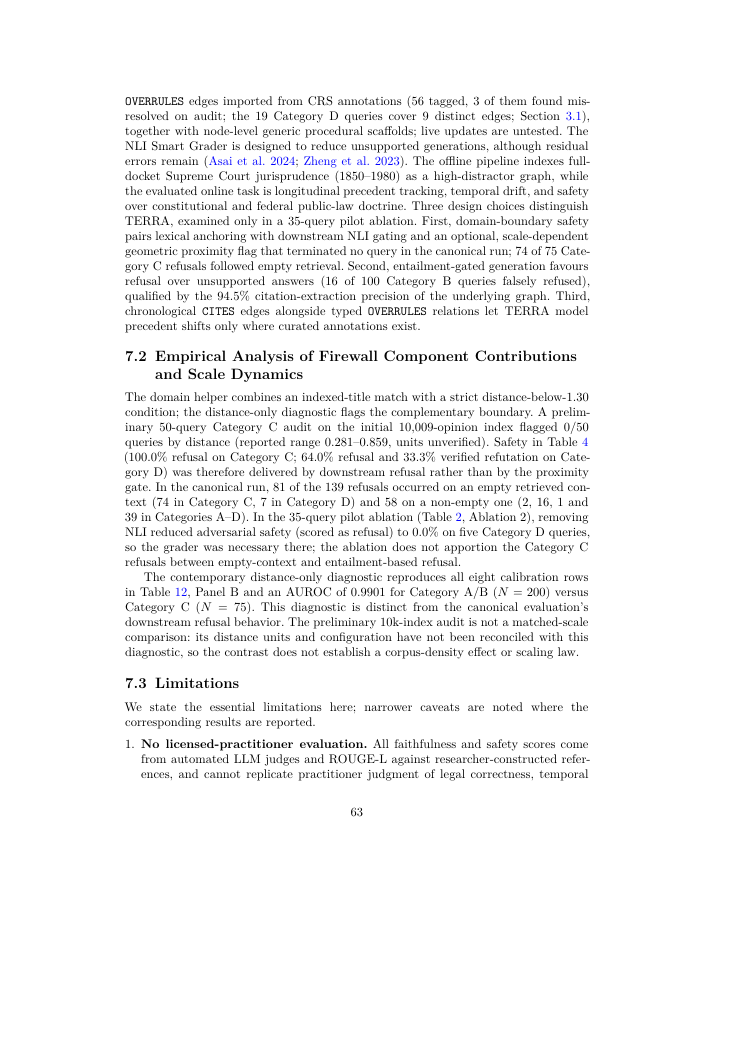 OVERRULES edges imported from CRS annotations (56 tagged, 3 of them found mis-
resolved on audit; the 19 Category D queries cover 9 distinct edges; Section 3.1),
together with node-level generic procedural scaffolds; live updates are untested. The
NLI Smart Grader is designed to reduce unsupported generations, although residual
errors remain (Asai et al. 2024; Zheng et al. 2023). The offline pipeline indexes full-
docket Supreme Court jurisprudence (1850–1980) as a high-distractor graph, while
the evaluated online task is longitudinal precedent tracking, temporal drift, and safety
over constitutional and federal public-law doctrine. Three design choices distinguish
TERRA, examined only in a 35-query pilot ablation. First, domain-boundary safety
pairs lexical anchoring with downstream NLI gating and an optional, scale-dependent
geometric proximity flag that terminated no query in the canonical run; 74 of 75 Cate-
gory C refusals followed empty retrieval. Second, entailment-gated generation favours
refusal over unsupported answers (16 of 100 Category B queries falsely refused),
qualified by the 94.5% citation-extraction precision of the underlying graph. Third,
chronological CITES edges alongside typed OVERRULES relations let TERRA model
precedent shifts only where curated annotations exist.
7.2 Empirical Analysis of Firewall Component Contributions
and Scale Dynamics
The domain helper combines an indexed-title match with a strict distance-below-1.30
condition; the distance-only diagnostic flags the complementary boundary. A prelim-
inary 50-query Category C audit on the initial 10,009-opinion index flagged 0/50
queries by distance (reported range 0.281–0.859, units unverified). Safety in Table 4
(100.0% refusal on Category C; 64.0% refusal and 33.3% verified refutation on Cate-
gory D) was therefore delivered by downstream refusal rather than by the proximity
gate. In the canonical run, 81 of the 139 refusals occurred on an empty retrieved con-
text (74 in Category C, 7 in Category D) and 58 on a non-empty one (2, 16, 1 and
39 in Categories A–D). In the 35-query pilot ablation (Table 2, Ablation 2), removing
NLI reduced adversarial safety (scored as refusal) to 0.0% on five Category D queries,
so the grader was necessary there; the ablation does not apportion the Category C
refusals between empty-context and entailment-based refusal.
The contemporary distance-only diagnostic reproduces all eight calibration rows
in Table 12, Panel B and an AUROC of 0.9901 for Category A/B (N = 200) versus
Category C (N = 75). This diagnostic is distinct from the canonical evaluation's
downstream refusal behavior. The preliminary 10k-index audit is not a matched-scale
comparison: its distance units and configuration have not been reconciled with this
diagnostic, so the contrast does not establish a corpus-density effect or scaling law.
7.3 Limitations
We state the essential limitations here; narrower caveats are noted where the
corresponding results are reported.
1. No licensed-practitioner evaluation. All faithfulness and safety scores come
from automated LLM judges and ROUGE-L against researcher-constructed refer-
ences, and cannot replicate practitioner judgment of legal correctness, temporal
63